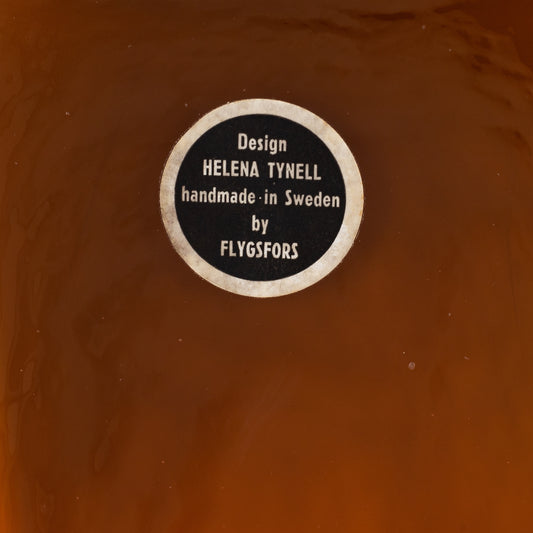 Design
HELENA TYNELL
handmade·in Sweden
by
FLYGSFORS